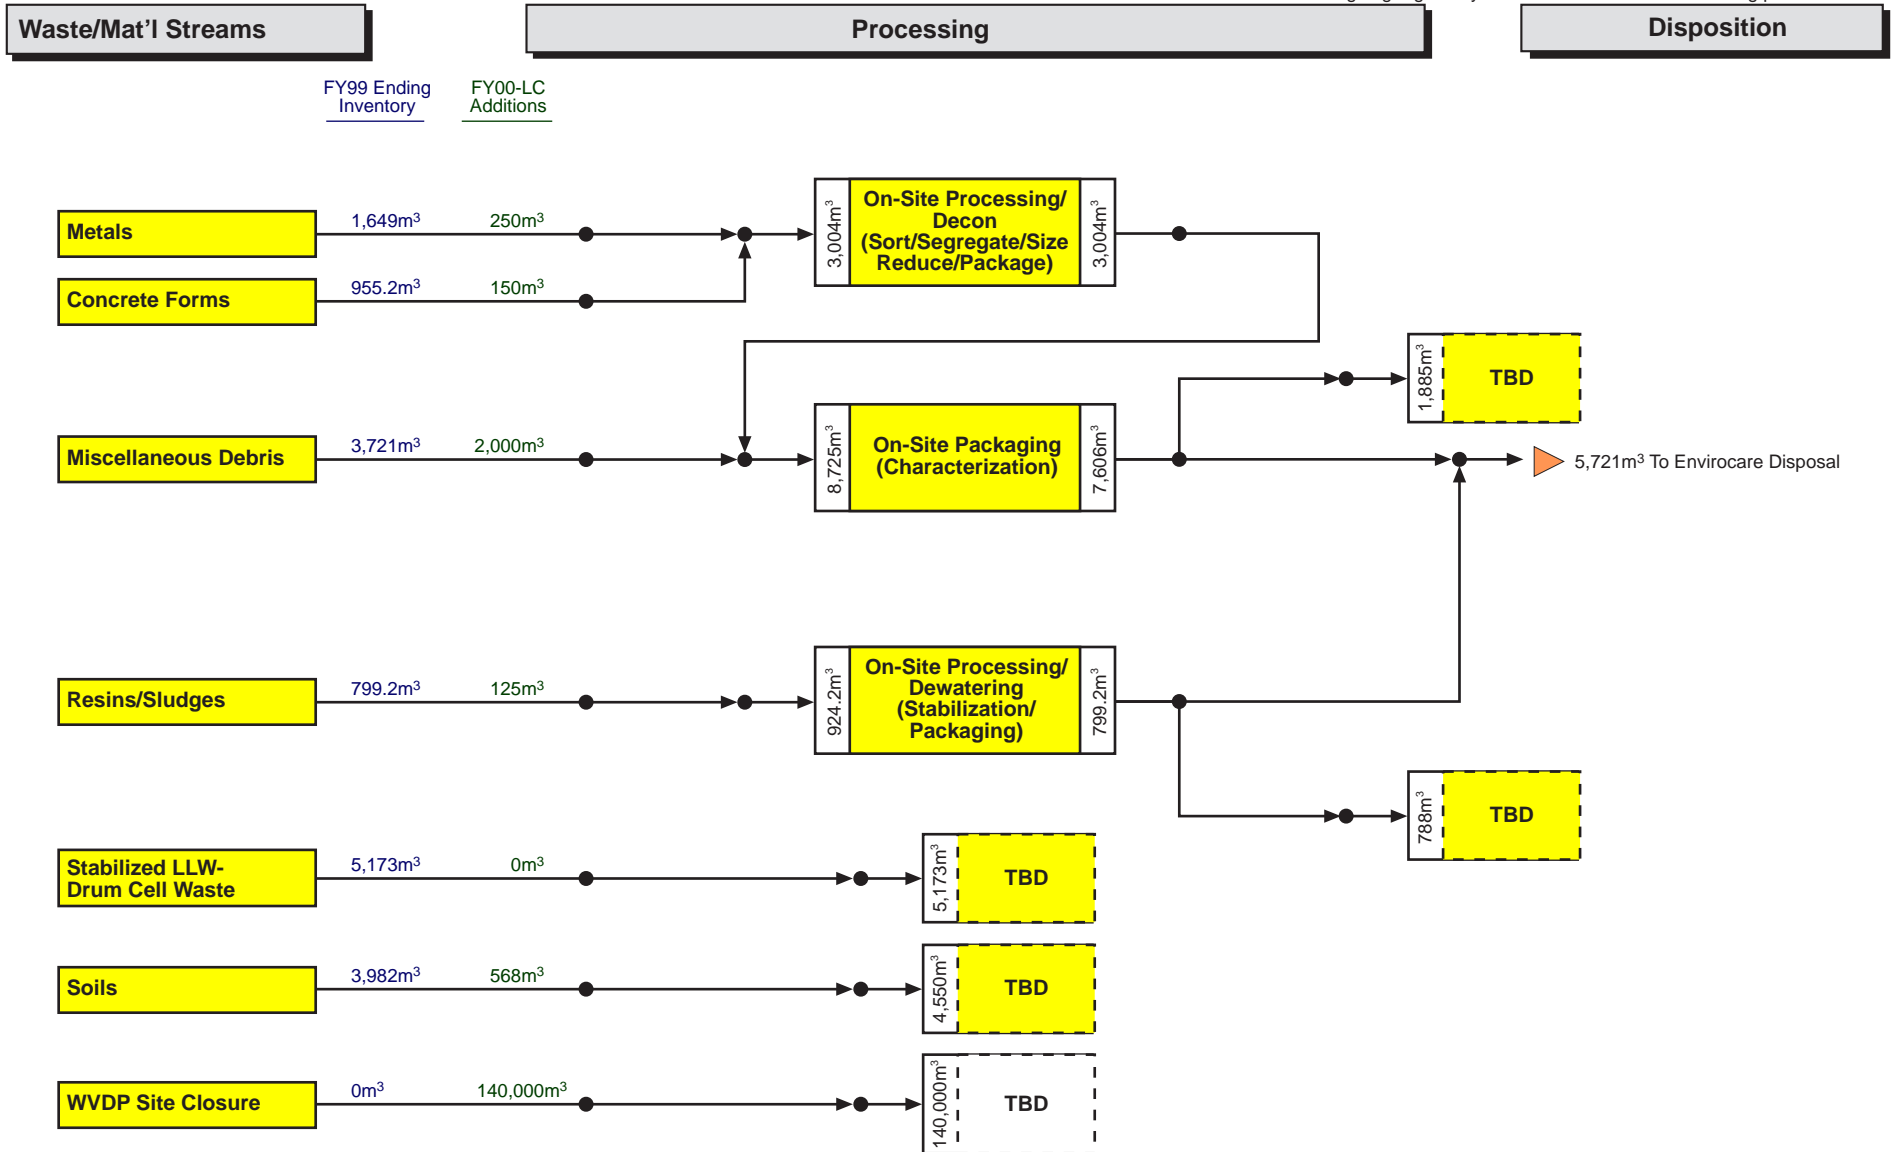 Waste/Mat'l Streams
Processing
Disposition
FY99 Ending
Inventory
FY00-LC
Additions
Metals
1,649m³
250m³
3,004m³
On-Site Processing/
Decon
(Sort/Segregate/Size
Reduce/Package)
3,004m³
Concrete Forms
955.2m³
150m³
1,885m³
TBD
Miscellaneous Debris
3,721m³
2,000m³
8,725m³
On-Site Packaging
(Characterization)
7,606m³
5,721m³ To Envirocare Disposal
Resins/Sludges
799.2m³
125m³
924.2m³
On-Site Processing/
Dewatering
(Stabilization/
Packaging)
799.2m³
788m³
TBD
Stabilized LLW-
Drum Cell Waste
5,173m³
0m³
5,173m³
TBD
Soils
3,982m³
568m³
4,550m³
TBD
WVDP Site Closure
0m³
140,000m³
140,000m³
TBD